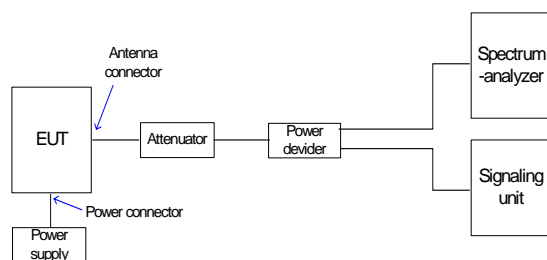 Antenna
connector
EUT
Attenuator
Power
devider
Spectrum
-analyzer
Signaling
unit
Power connector
Power
supply